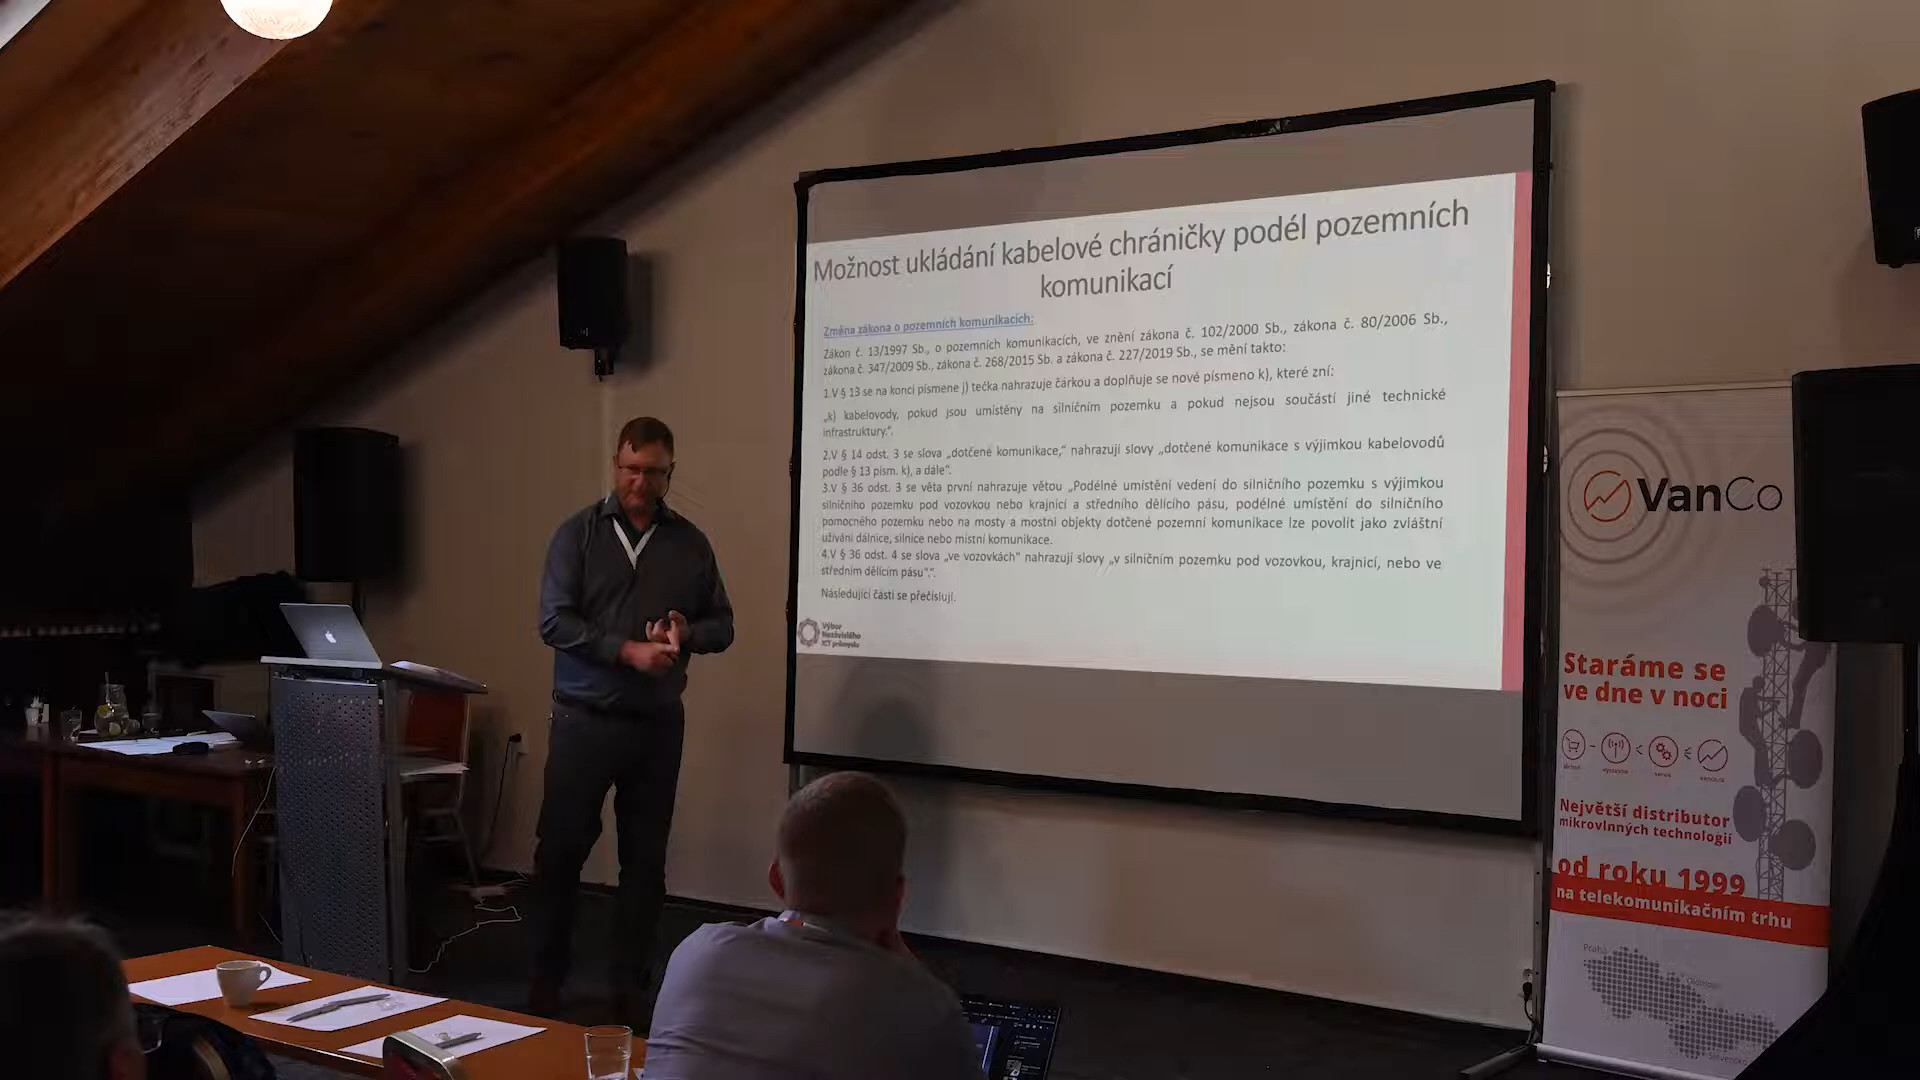 Možnost ukládání kabelové chráničky podél pozemních
komunikací
Změna zákona o pozemních komunikacích:
Zákon č. 13/1997 Sb., o pozemních komunikacích, ve znění zákona č. 102/2000 Sb., zákona č. 80/2006 Sb.,
zákona č. 347/2009 Sb., zákona č. 268/2015 Sb. a zákona č. 227/2019 Sb., se mění takto:
1.V § 13 se na konci písmene j) tečka nahrazuje čárkou a doplňuje se nové písmeno k), které zní:
„k) kabelovody, pokud jsou umístěny na silničním pozemku a pokud nejsou součástí jiné technické
infrastruktury.“.
2.V § 14 odst. 3 se slova „dotčené komunikace,“ nahrazují slovy „dotčené komunikace s výjimkou kabelovodů
podle § 13 písm. k), a dále“.
3.V § 36 odst. 3 se věta první nahrazuje větou „Podélné umístění vedení do silničního pozemku s výjimkou
silničního pozemku pod vozovkou nebo krajnicí a středního dělícího pásu, podélné umístění do silničního
pomocného pozemku nebo na mosty a mostní objekty dotčené pozemní komunikace lze povolit jako zvláštní
užívání dálnice, silnice nebo místní komunikace.
4.V § 36 odst. 4 se slova „ve vozovkách“ nahrazují slovy „v silničním pozemku pod vozovkou, krajnicí, nebo ve
středním dělícím pásu“.“.
Následující části se přečíslují.
Výbor
Nezávislého
ICT průmyslu
VanCo
Staráme se
ve dne v noci
Největší distributor
mikrovlnných technologií
od roku 1999
na telekomunikačním trhu
Praha
Olomouc
Slovensko